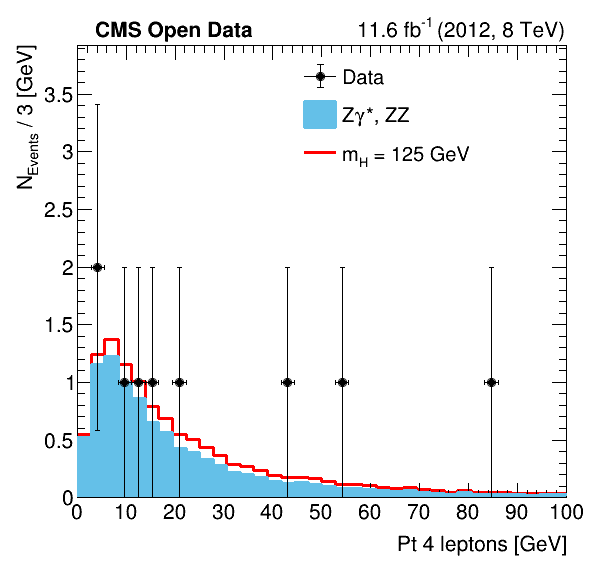 CMS Open Data 11.6 fb⁻¹ (2012, 8 TeV)
N_Events / 3 [GeV]
Data
Zγ*, ZZ
m_H = 125 GeV
3.5
3
2.5
2
1.5
1
0.5
0
0 10 20 30 40 50 60 70 80 90 100
Pt 4 leptons [GeV]